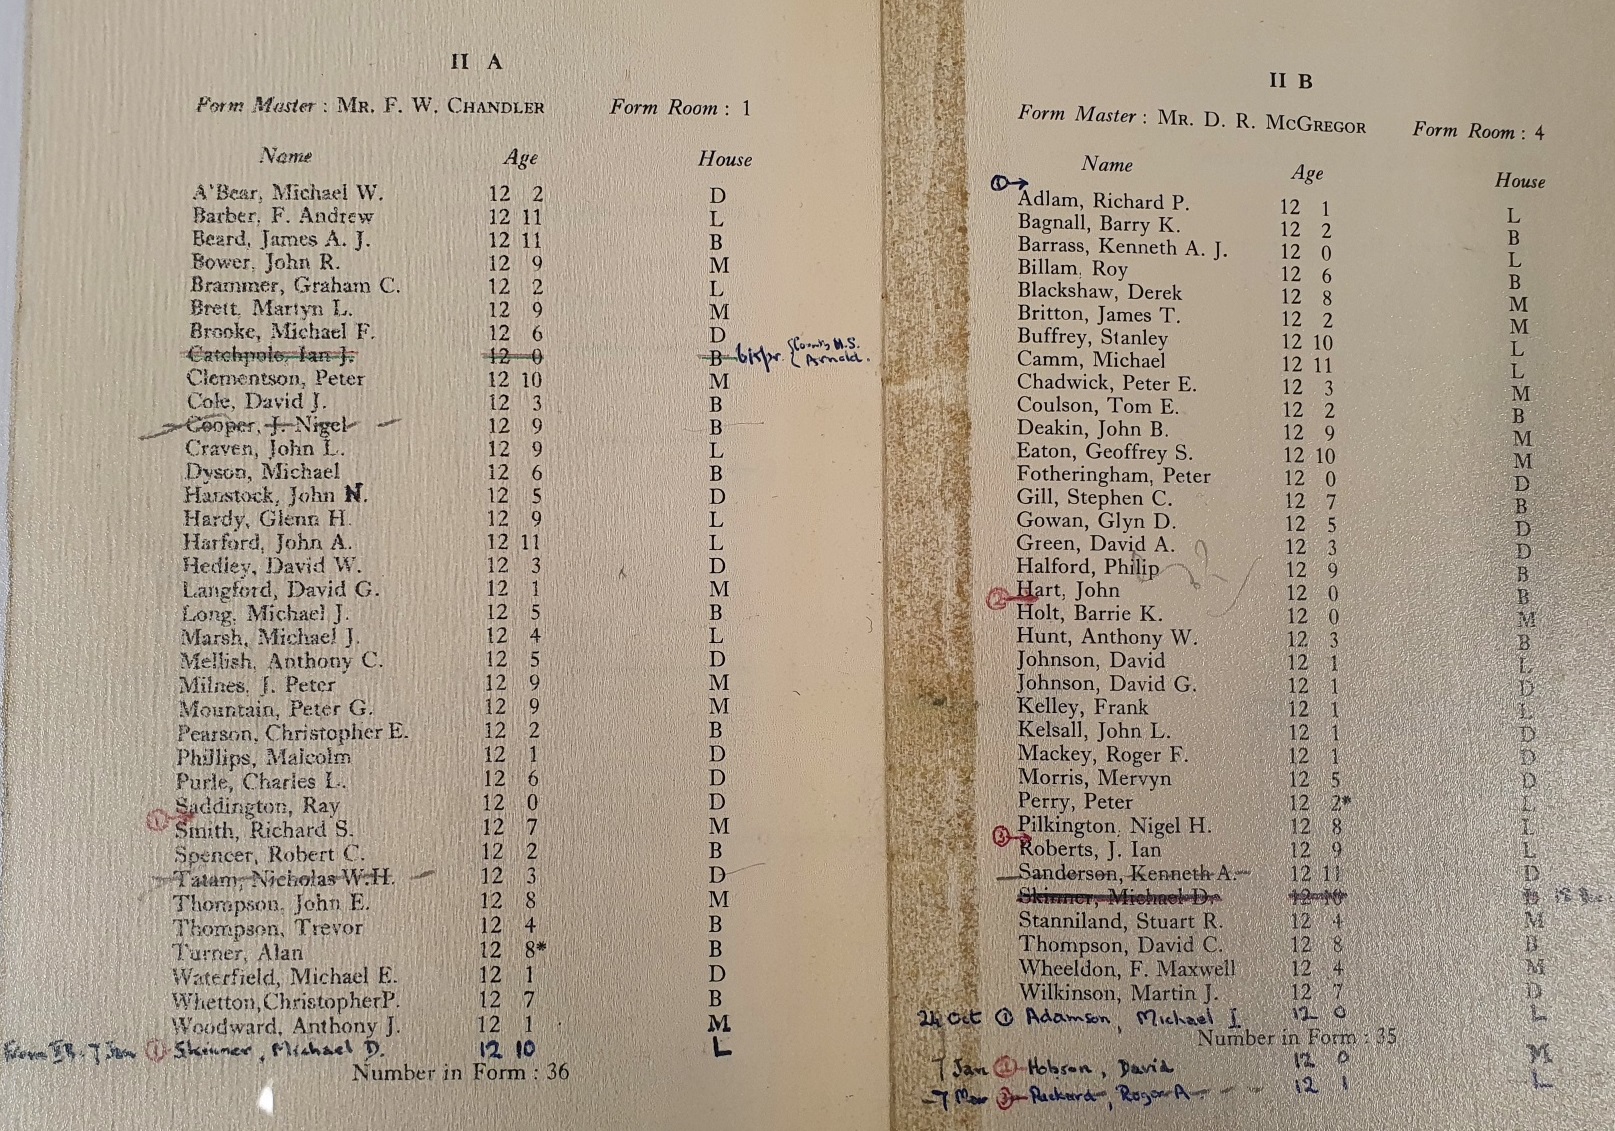 II A
Form Master : MR. F. W. CHANDLER Form Room : 1
Name Age House
A'Bear, Michael W. 12 2 D
Barber, F. Andrew 12 11 L
Beard, James A. J. 12 11 B
Bower, John R. 12 9 M
Brammer, Graham C. 12 2 L
Brett, Martyn L. 12 9 M
Brooke, Michael F. 12 6 D
Catchpole, Ian J. 12 0 B County H.S. Arnold.
Clementson, Peter 12 10 M
Cole, David J. 12 3 B
Cooper, J. Nigel 12 9 B
Craven, John L. 12 9 L
Dyson, Michael 12 6 B
Hanstock, John N. 12 5 D
Hardy, Glenn H. 12 9 L
Harford, John A. 12 11 L
Hedley, David W. 12 3 D
Langford, David G. 12 1 M
Long, Michael J. 12 5 B
Marsh, Michael J. 12 4 L
Mellish, Anthony C. 12 5 D
Milnes, J. Peter 12 9 M
Mountain, Peter G. 12 9 M
Pearson, Christopher E. 12 2 B
Phillips, Malcolm 12 1 D
Purle, Charles L. 12 6 D
Saddington, Ray 12 0 D
1
Smith, Richard S. 12 7 M
Spencer, Robert C. 12 2 B
Tatam, Nicholas W.H. 12 3 D
Thompson, John E. 12 8 M
Thompson, Trevor 12 4 B
Turner, Alan 12 8* B
Waterfield, Michael E. 12 1 D
Whetton, Christopher P. 12 7 B
Woodward, Anthony J. 12 1 M
From IIB. 7 Jan 1 Skinner, Michael D. 12 10 L
Number in Form : 36
II B
Form Master : MR. D. R. MCGREGOR Form Room : 4
Name Age House
1
Adlam, Richard P. 12 1 L
Bagnall, Barry K. 12 2 B
Barrass, Kenneth A. J. 12 0 L
Billam, Roy 12 6 B
Blackshaw, Derek 12 8 M
Britton, James T. 12 2 M
Buffrey, Stanley 12 10 L
Camm, Michael 12 11 L
Chadwick, Peter E. 12 3 M
Coulson, Tom E. 12 2 B
Deakin, John B. 12 9 M
Eaton, Geoffrey S. 12 10 M
Fotheringham, Peter 12 0 D
Gill, Stephen C. 12 7 B
Gowan, Glyn D. 12 5 D
Green, David A. 12 3 D
Halford, Philip 12 9 B
2 Hart, John 12 0 B
Holt, Barrie K. 12 0 M
Hunt, Anthony W. 12 3 B
Johnson, David 12 1 L
Johnson, David G. 12 1 D
Kelley, Frank 12 1 L
Kelsall, John L. 12 1 D
Mackey, Roger F. 12 1 D
Morris, Mervyn 12 5 D
Perry, Peter 12 2* L
Pilkington, Nigel H. 12 8 L
3
Roberts, J. Ian 12 9 L
Sanderson, Kenneth A. 12 11 D
Skinner, Michael D. 12 10
Stanniland, Stuart R. 12 4 M
Thompson, David C. 12 8 B
Wheeldon, F. Maxwell 12 4 M
Wilkinson, Martin J. 12 7 D
24 Oct 1 Adamson, Michael I. 12 0 L
Number in Form : 35
7 Jan 2 Hobson, David 12 0 M
7 Mar 3 Packard, Roger A. 12 1 L